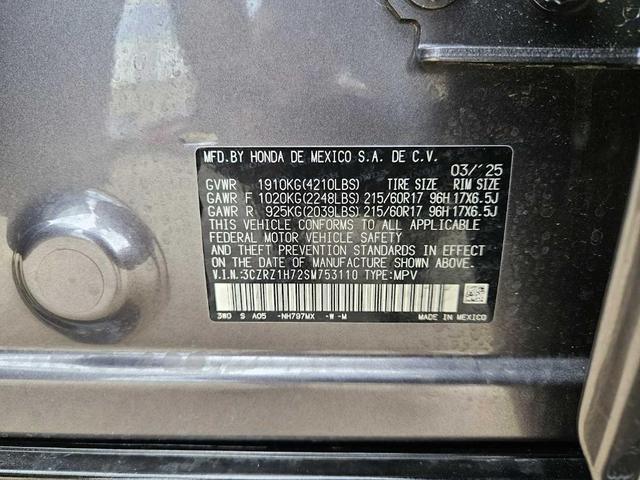 MFD.BY HONDA DE MEXICO S.A. DE C.V.
03/'25
GVWR 1910KG(4210LBS) TIRE SIZE RIM SIZE
GAWR F 1020KG(2248LBS) 215/60R17 96H 17X6.5J
GAWR R 925KG(2039LBS) 215/60R17 96H 17X6.5J
THIS VEHICLE CONFORMS TO ALL APPLICABLE
FEDERAL MOTOR VEHICLE SAFETY
AND THEFT PREVENTION STANDARDS IN EFFECT
ON THE DATE OF MANUFACTURE SHOWN ABOVE.
V.I.N.:3CZRZ1H72SM753110 TYPE:MPV
3W0 S A05 -NH797MX -W -M MADE IN MEXICO